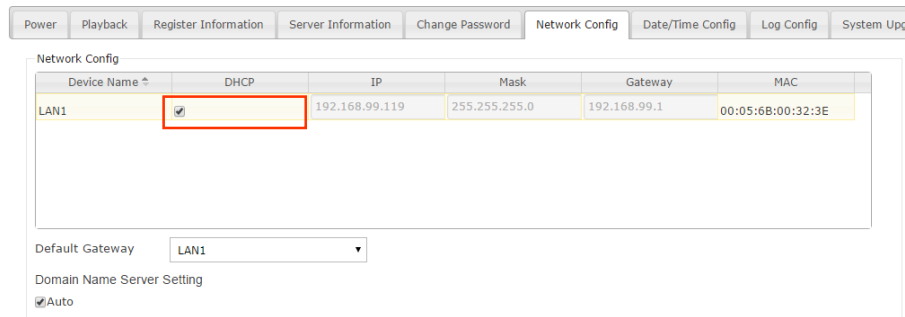 Power Playback Register Information Server Information Change Password Network Config Date/Time Config Log Config System Upg
Network Config
Device Name DHCP IP Mask Gateway MAC
LAN1 192.168.99.119 255.255.255.0 192.168.99.1 00:05:6B:00:32:3E
Default Gateway LAN1
Domain Name Server Setting
Auto